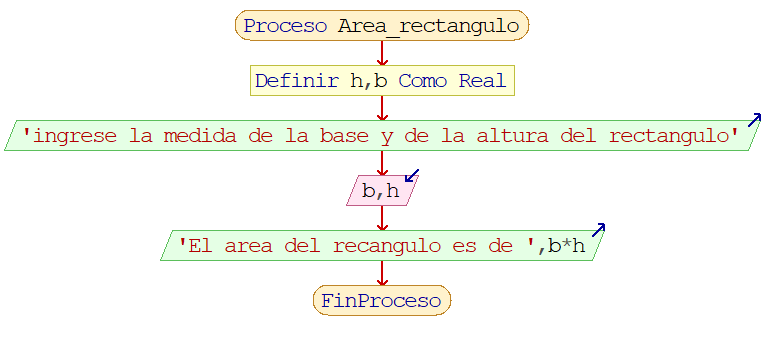 Proceso Area_rectangulo
Definir h,b Como Real
'ingrese la medida de la base y de la altura del rectangulo'
b,h
'El area del recangulo es de ',b*h
FinProceso